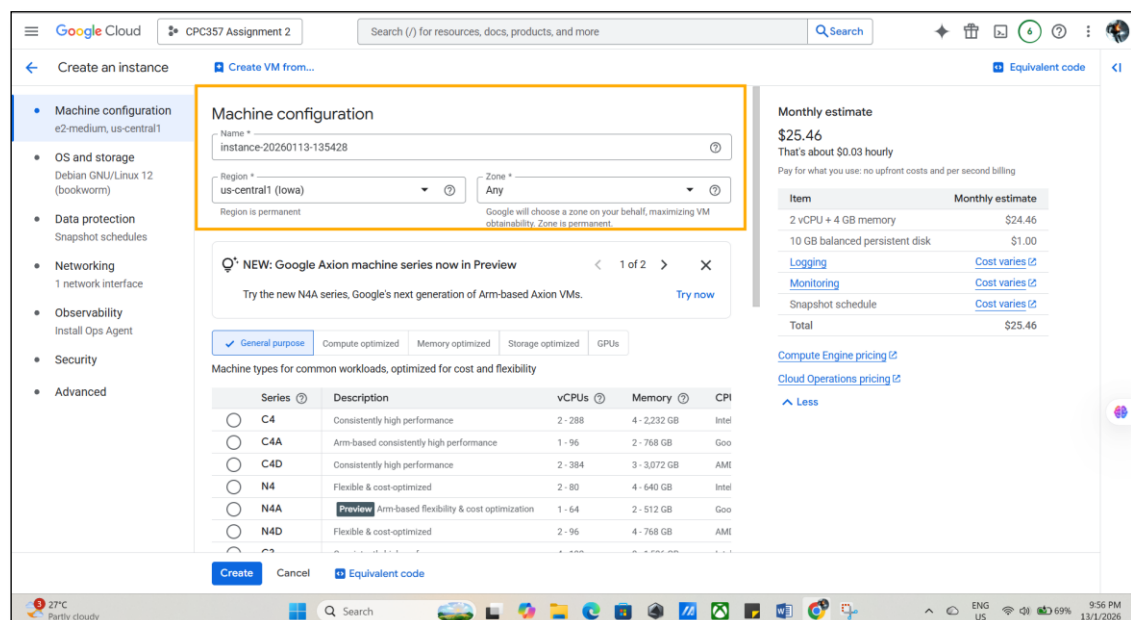 Google Cloud
CPC357 Assignment 2
Search (/) for resources, docs, products, and more
Search
6
Create an instance
Create VM from...
Equivalent code
Machine configuration
e2-medium, us-central1
OS and storage
Debian GNU/Linux 12
(bookworm)
Data protection
Snapshot schedules
Networking
1 network interface
Observability
Install Ops Agent
Security
Advanced
Machine configuration
Name *
instance-20260113-135428
Region *
us-central1 (Iowa)
Region is permanent
Zone *
Any
Google will choose a zone on your behalf, maximizing VM
obtainability. Zone is permanent.
NEW: Google Axion machine series now in Preview
1 of 2
Try the new N4A series, Google's next generation of Arm-based Axion VMs.
Try now
General purpose
Compute optimized
Memory optimized
Storage optimized
GPUs
Machine types for common workloads, optimized for cost and flexibility
Series Description vCPUs Memory CPI
C4 Consistently high performance 2 - 288 4 - 2,232 GB Intel
C4A Arm-based consistently high performance 1 - 96 2 - 768 GB Goo
C4D Consistently high performance 2 - 384 3 - 3,072 GB AMD
N4 Flexible & cost-optimized 2 - 80 4 - 640 GB Intel
N4A Preview Arm-based flexibility & cost optimization 1 - 64 2 - 512 GB Goo
N4D Flexible & cost-optimized 2 - 96 4 - 768 GB AMD
Create
Cancel
Equivalent code
Monthly estimate
$25.46
That's about $0.03 hourly
Pay for what you use: no upfront costs and per second billing
Item Monthly estimate
2 vCPU + 4 GB memory $24.46
10 GB balanced persistent disk $1.00
Logging Cost varies
Monitoring Cost varies
Snapshot schedule Cost varies
Total $25.46
Compute Engine pricing
Cloud Operations pricing
Less
3
27°C
Partly cloudy
Search
ENG
US
69%
9:56 PM
13/1/2026